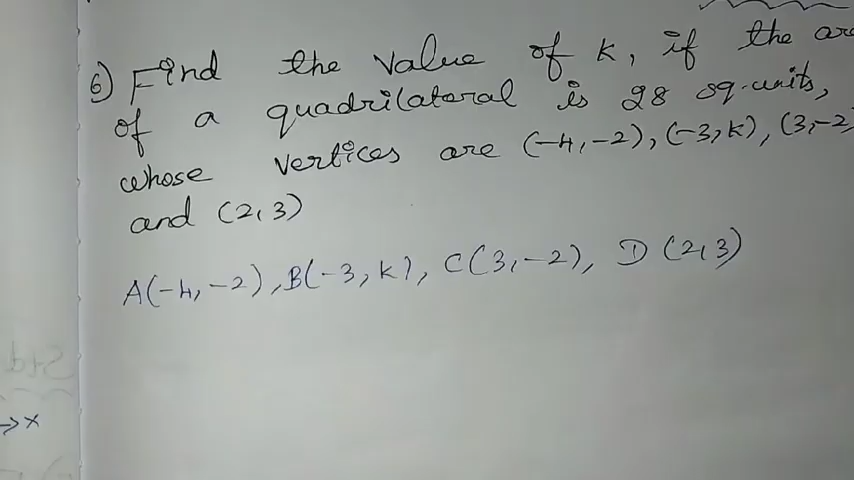 6) Find the value of k, if the are
of a quadrilateral is 28 sq.units,
whose vertices are (-4,-2), (-3, k), (3,-2)
and (2,3)
A(-4,-2), B(-3, k), C(3,-2), D(2,3)
→x